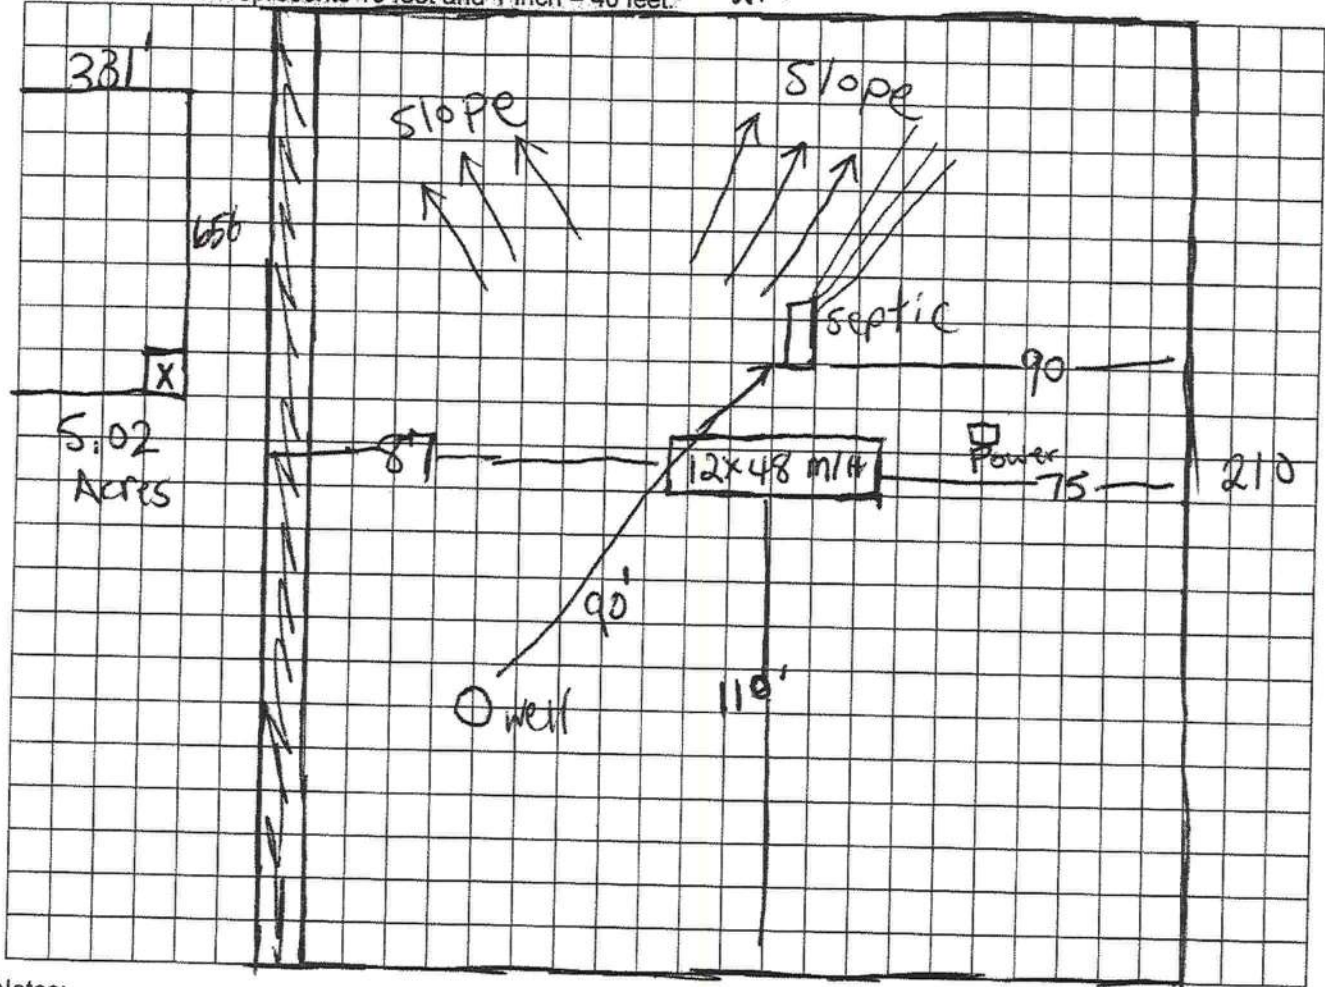 represents 10 feet and 1 inch = 40 feet.
331'
Slope
Slope
656
septic
90
X
5.02
Acres
87
12x48 m/H
Power
75
210
90'
110'
well
Notes: